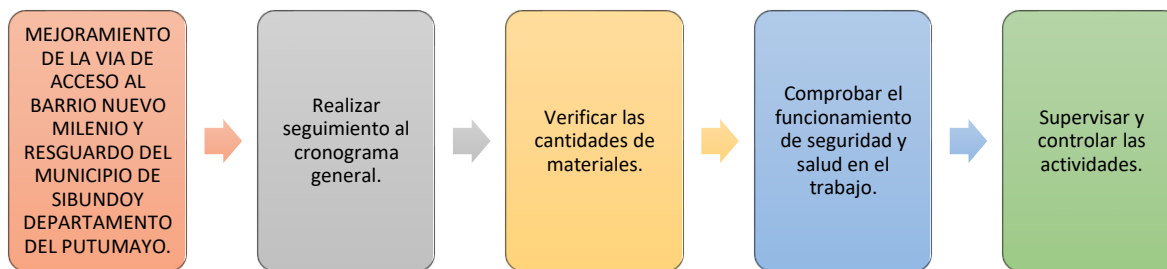 MEJORAMIENTO
DE LA VIA DE
ACCESO AL
BARRIO NUEVO
MILENIO Y
RESGUARDO DEL
MUNICIPIO DE
SIBUNDOY
DEPARTAMENTO
DEL PUTUMAYO.
Realizar
seguimiento al
cronograma
general.
Verificar las
cantidades de
materiales.
Comprobar el
funcionamiento
de seguridad y
salud en el
trabajo.
Supervisar y
controlar las
actividades.